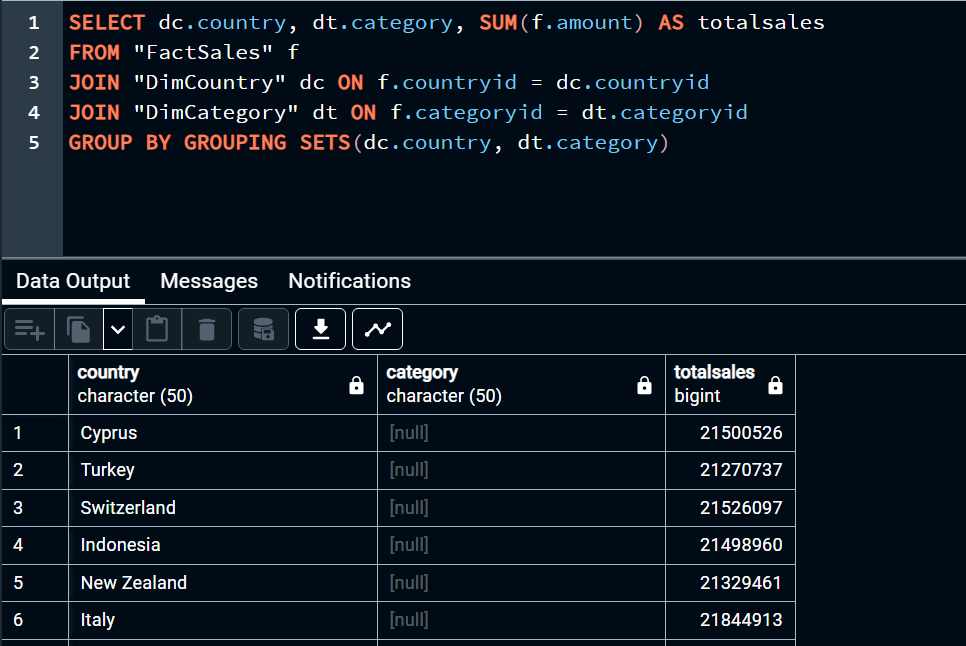 1 SELECT dc.country, dt.category, SUM(f.amount) AS totalsales
2 FROM "FactSales" f
3 JOIN "DimCountry" dc ON f.countryid = dc.countryid
4 JOIN "DimCategory" dt ON f.categoryid = dt.categoryid
5 GROUP BY GROUPING SETS(dc.country, dt.category)
Data Output Messages Notifications
country category totalsales
character (50) character (50) bigint
1 Cyprus [null] 21500526
2 Turkey [null] 21270737
3 Switzerland [null] 21526097
4 Indonesia [null] 21498960
5 New Zealand [null] 21329461
6 Italy [null] 21844913